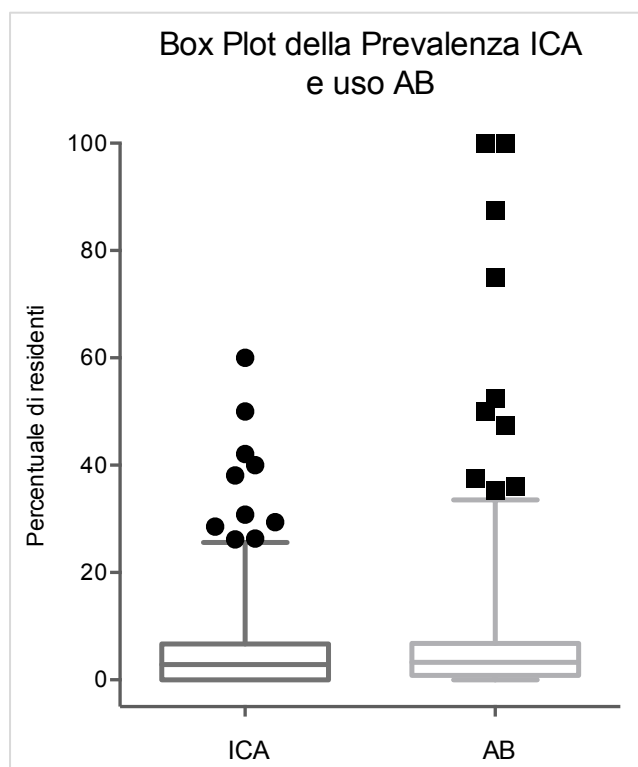 Box Plot della Prevalenza ICA
e uso AB
Percentuale di residenti
100
80
60
40
20
0
ICA
AB